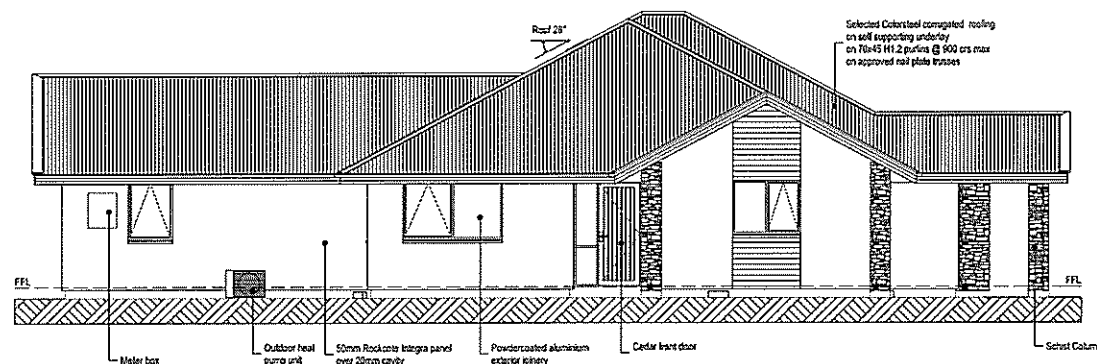 Roof 28°
Selected Colorsteel corrugated roofing
on self supporting underlay
on 70x45 H1.2 purlins @ 900 crs max
on approved nail plate trusses
FFL
FFL
Meter box
Outdoor heat
pump unit
50mm Rockcote Integra panel
over 20mm cavity
Powdercoated aluminium
exterior joinery
Cedar front door
Schist Colum